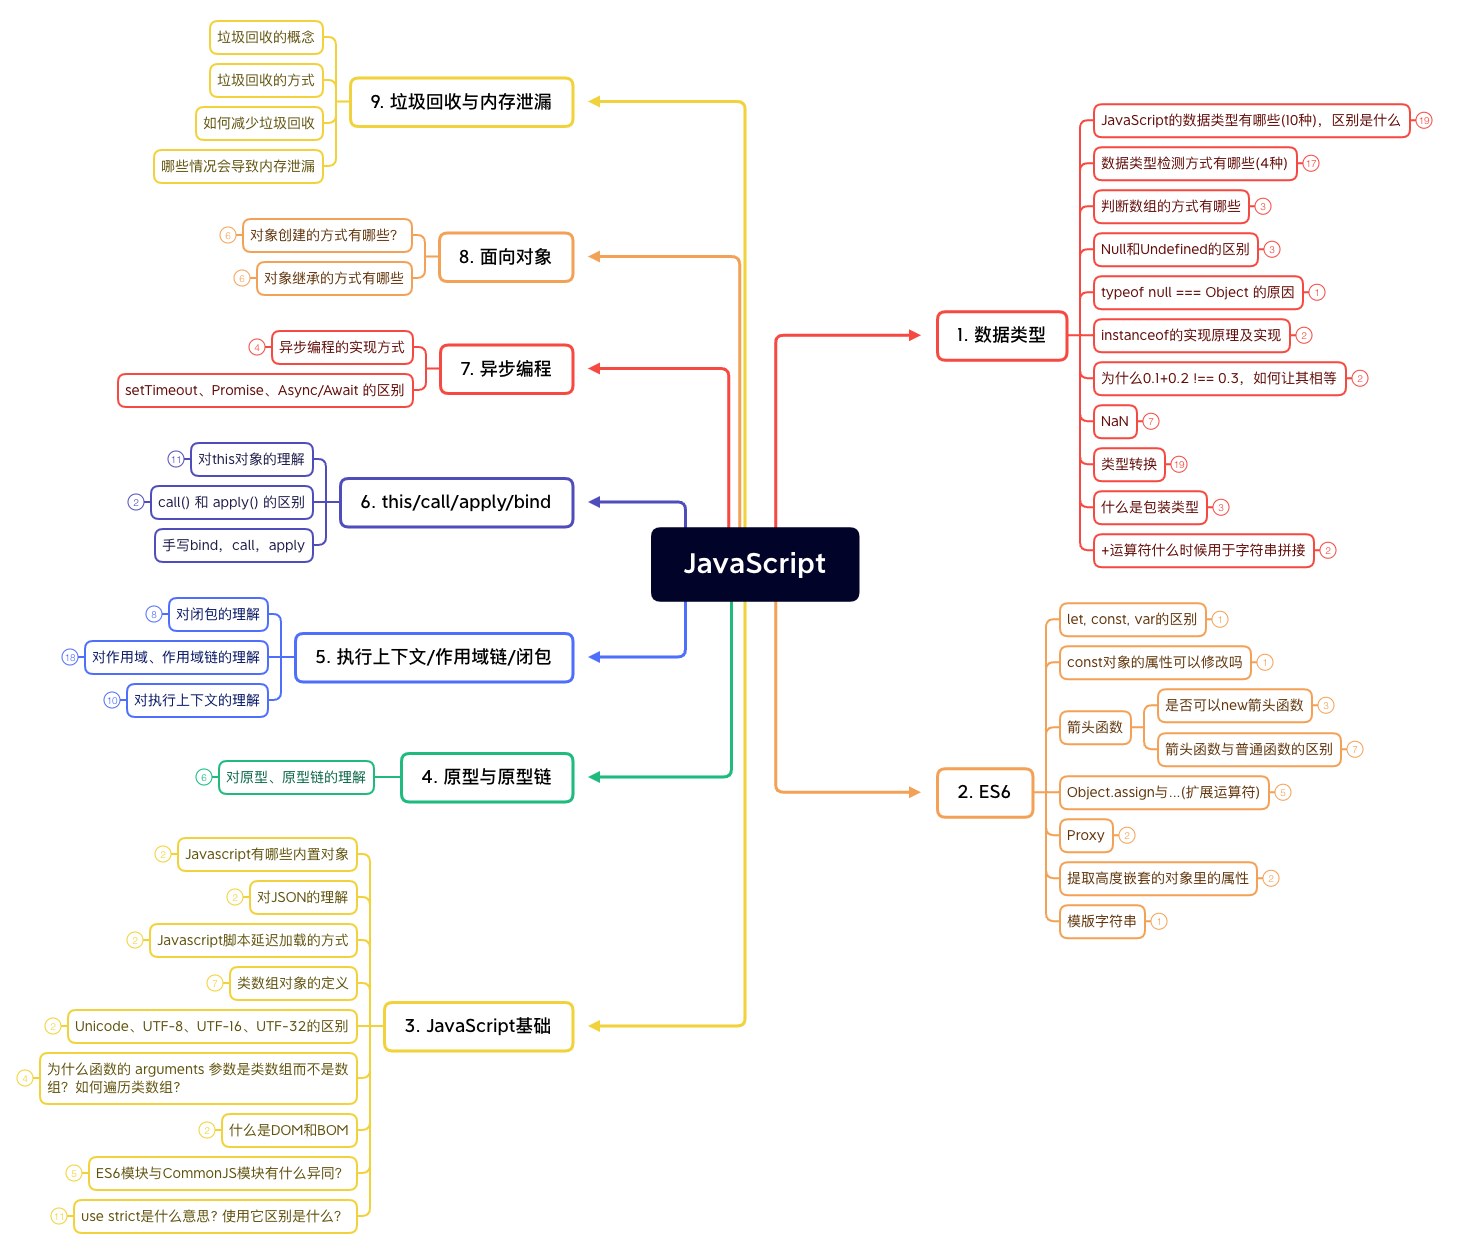 JavaScript
1. 数据类型
JavaScript的数据类型有哪些(10种)，区别是什么
19
数据类型检测方式有哪些(4种)
17
判断数组的方式有哪些
3
Null和Undefined的区别
3
typeof null === Object 的原因
1
instanceof的实现原理及实现
2
为什么0.1+0.2 !== 0.3，如何让其相等
2
NaN
7
类型转换
19
什么是包装类型
3
+运算符什么时候用于字符串拼接
2
2. ES6
let, const, var的区别
1
const对象的属性可以修改吗
1
箭头函数
是否可以new箭头函数
3
箭头函数与普通函数的区别
7
Object.assign与...(扩展运算符)
5
Proxy
2
提取高度嵌套的对象里的属性
2
模版字符串
1
3. JavaScript基础
Javascript有哪些内置对象
2
对JSON的理解
2
Javascript脚本延迟加载的方式
2
类数组对象的定义
7
Unicode、UTF-8、UTF-16、UTF-32的区别
2
为什么函数的 arguments 参数是类数组而不是数
组？如何遍历类数组？
4
什么是DOM和BOM
2
ES6模块与CommonJS模块有什么异同？
5
use strict是什么意思? 使用它区别是什么？
11
4. 原型与原型链
对原型、原型链的理解
6
5. 执行上下文/作用域链/闭包
对闭包的理解
8
对作用域、作用域链的理解
18
对执行上下文的理解
10
6. this/call/apply/bind
对this对象的理解
11
call() 和 apply() 的区别
2
手写bind，call，apply
7. 异步编程
异步编程的实现方式
4
setTimeout、Promise、Async/Await 的区别
8. 面向对象
对象创建的方式有哪些？
6
对象继承的方式有哪些
6
9. 垃圾回收与内存泄漏
垃圾回收的概念
垃圾回收的方式
如何减少垃圾回收
哪些情况会导致内存泄漏